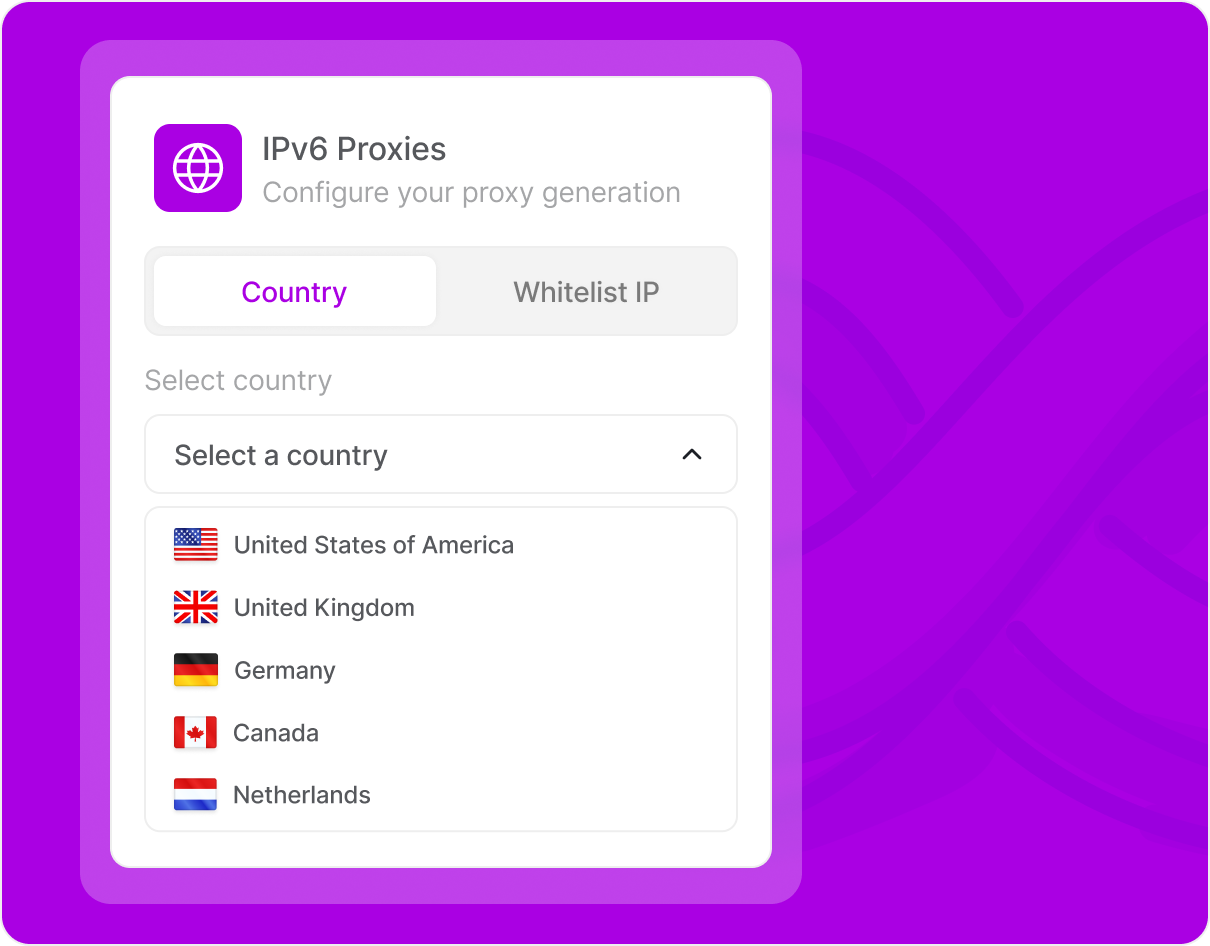 IPv6 Proxies
Configure your proxy generation
Country
Whitelist IP
Select country
Select a country
United States of America
United Kingdom
Germany
Canada
Netherlands